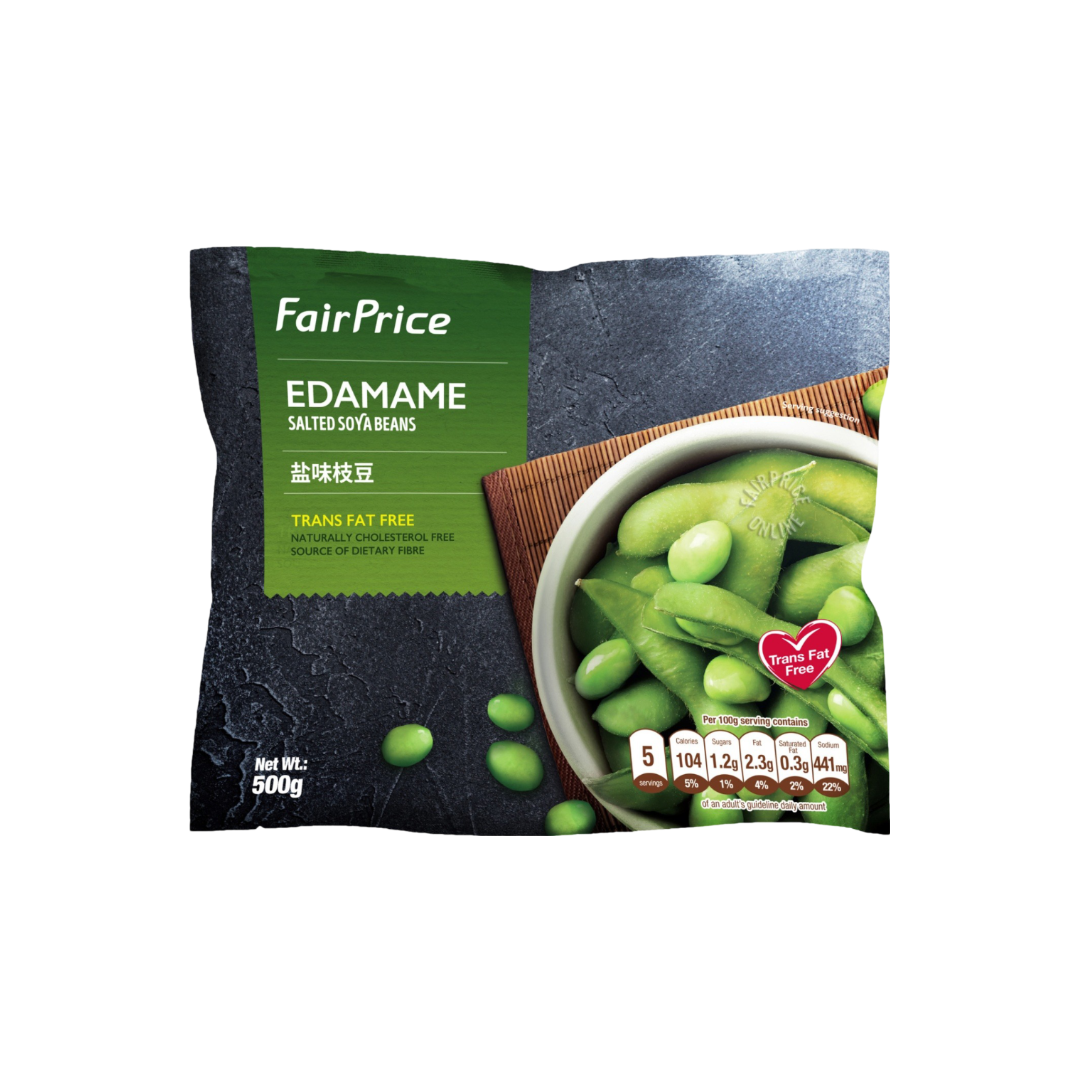 FairPrice
EDAMAME
SALTED SOYA BEANS
盐味枝豆
TRANS FAT FREE
NATURALLY CHOLESTEROL FREE
SOURCE OF DIETARY FIBRE
Serving suggestion
FAIRPRICE
ONLINE
Trans Fat
Free
Per 100g serving contains
5 servings
Calories 104 5%
Sugars 1.2g 1%
Fat 2.3g 4%
Saturated Fat 0.3g 2%
Sodium 441mg 22%
of an adult's guideline daily amount
Net Wt.:
500g